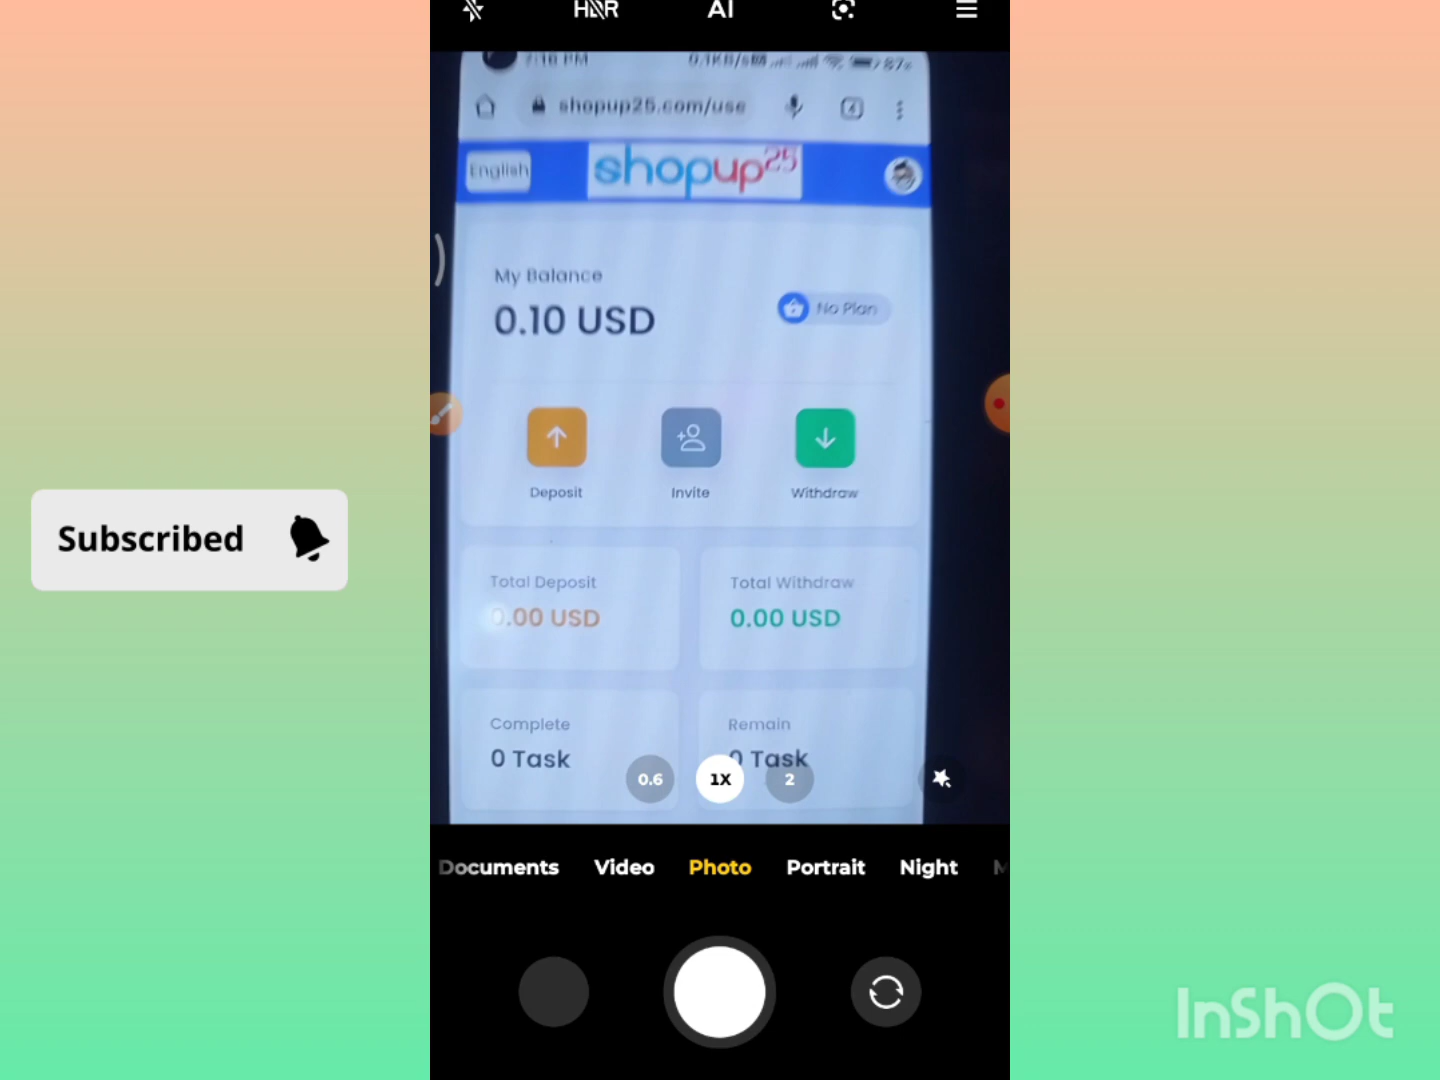 HDR AI
7:16 PM 0.1KB/s 87%
shopup25.com/use 4
English shopup25
My Balance
0.10 USD
No Plan
Deposit Invite Withdraw
Total Deposit Total Withdraw
0.00 USD 0.00 USD
Complete Remain
0 Task 0 Task
0.6 1X 2
Documents Video Photo Portrait Night M
Subscribed
InShOt